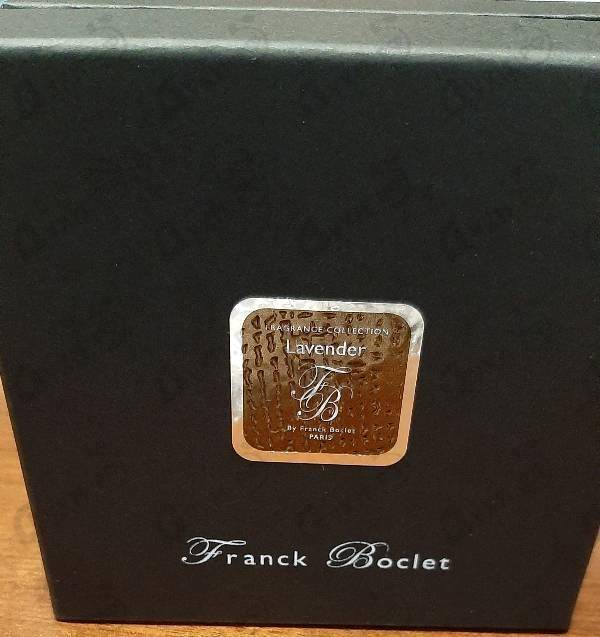 FRAGRANCE COLLECTION
Lavender
FB
By Franck Boclet
PARIS
Franck Boclet